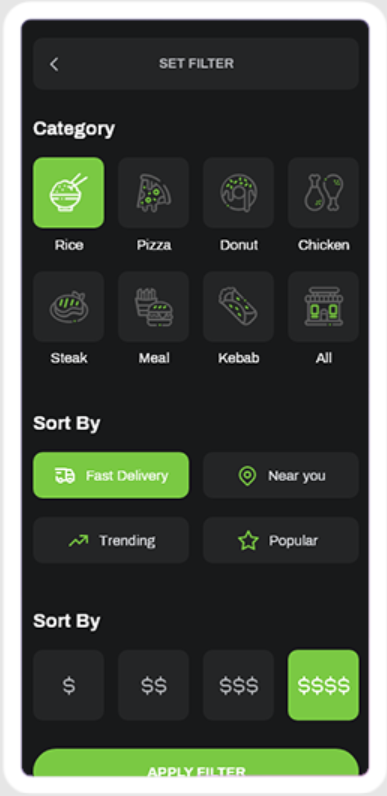 SET FILTER
Category
Rice Pizza Donut Chicken
Steak Meal Kebab All
Sort By
Fast Delivery Near you
Trending Popular
Sort By
$ $$ $$$ $$$$
APPLY FILTER